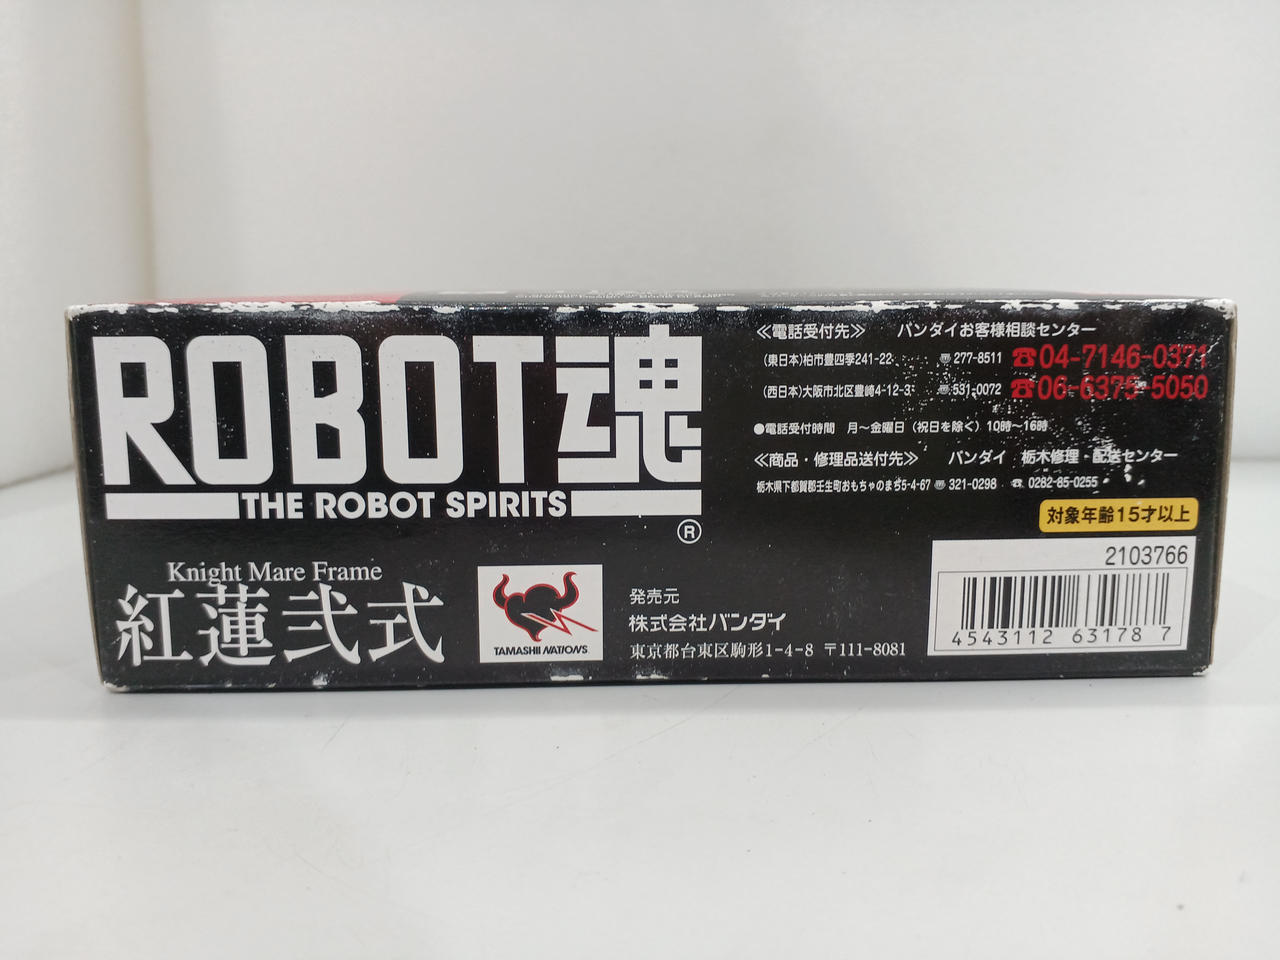 ROBOT魂
THE ROBOT SPIRITS
®
Knight Mare Frame
紅蓮弐式
TAMASHII NATIONS
発売元
株式会社バンダイ
東京都台東区駒形1-4-8 〒111-8081
≪電話受付先≫ バンダイお客様相談センター
(東日本)柏市豊四季241-22 〠277-8511 ☎04-7146-0371
(西日本)大阪市北区豊崎4-12-3 〠531-0072 ☎06-6375-5050
●電話受付時間 月～金曜日(祝日を除く)10時～16時
≪商品・修理品送付先≫ バンダイ 栃木修理・配送センター
栃木県下都賀郡壬生町おもちゃのまち5-4-67 〠321-0298 ☎0282-85-0255
対象年齢15才以上
2103766
4543112 63178 7